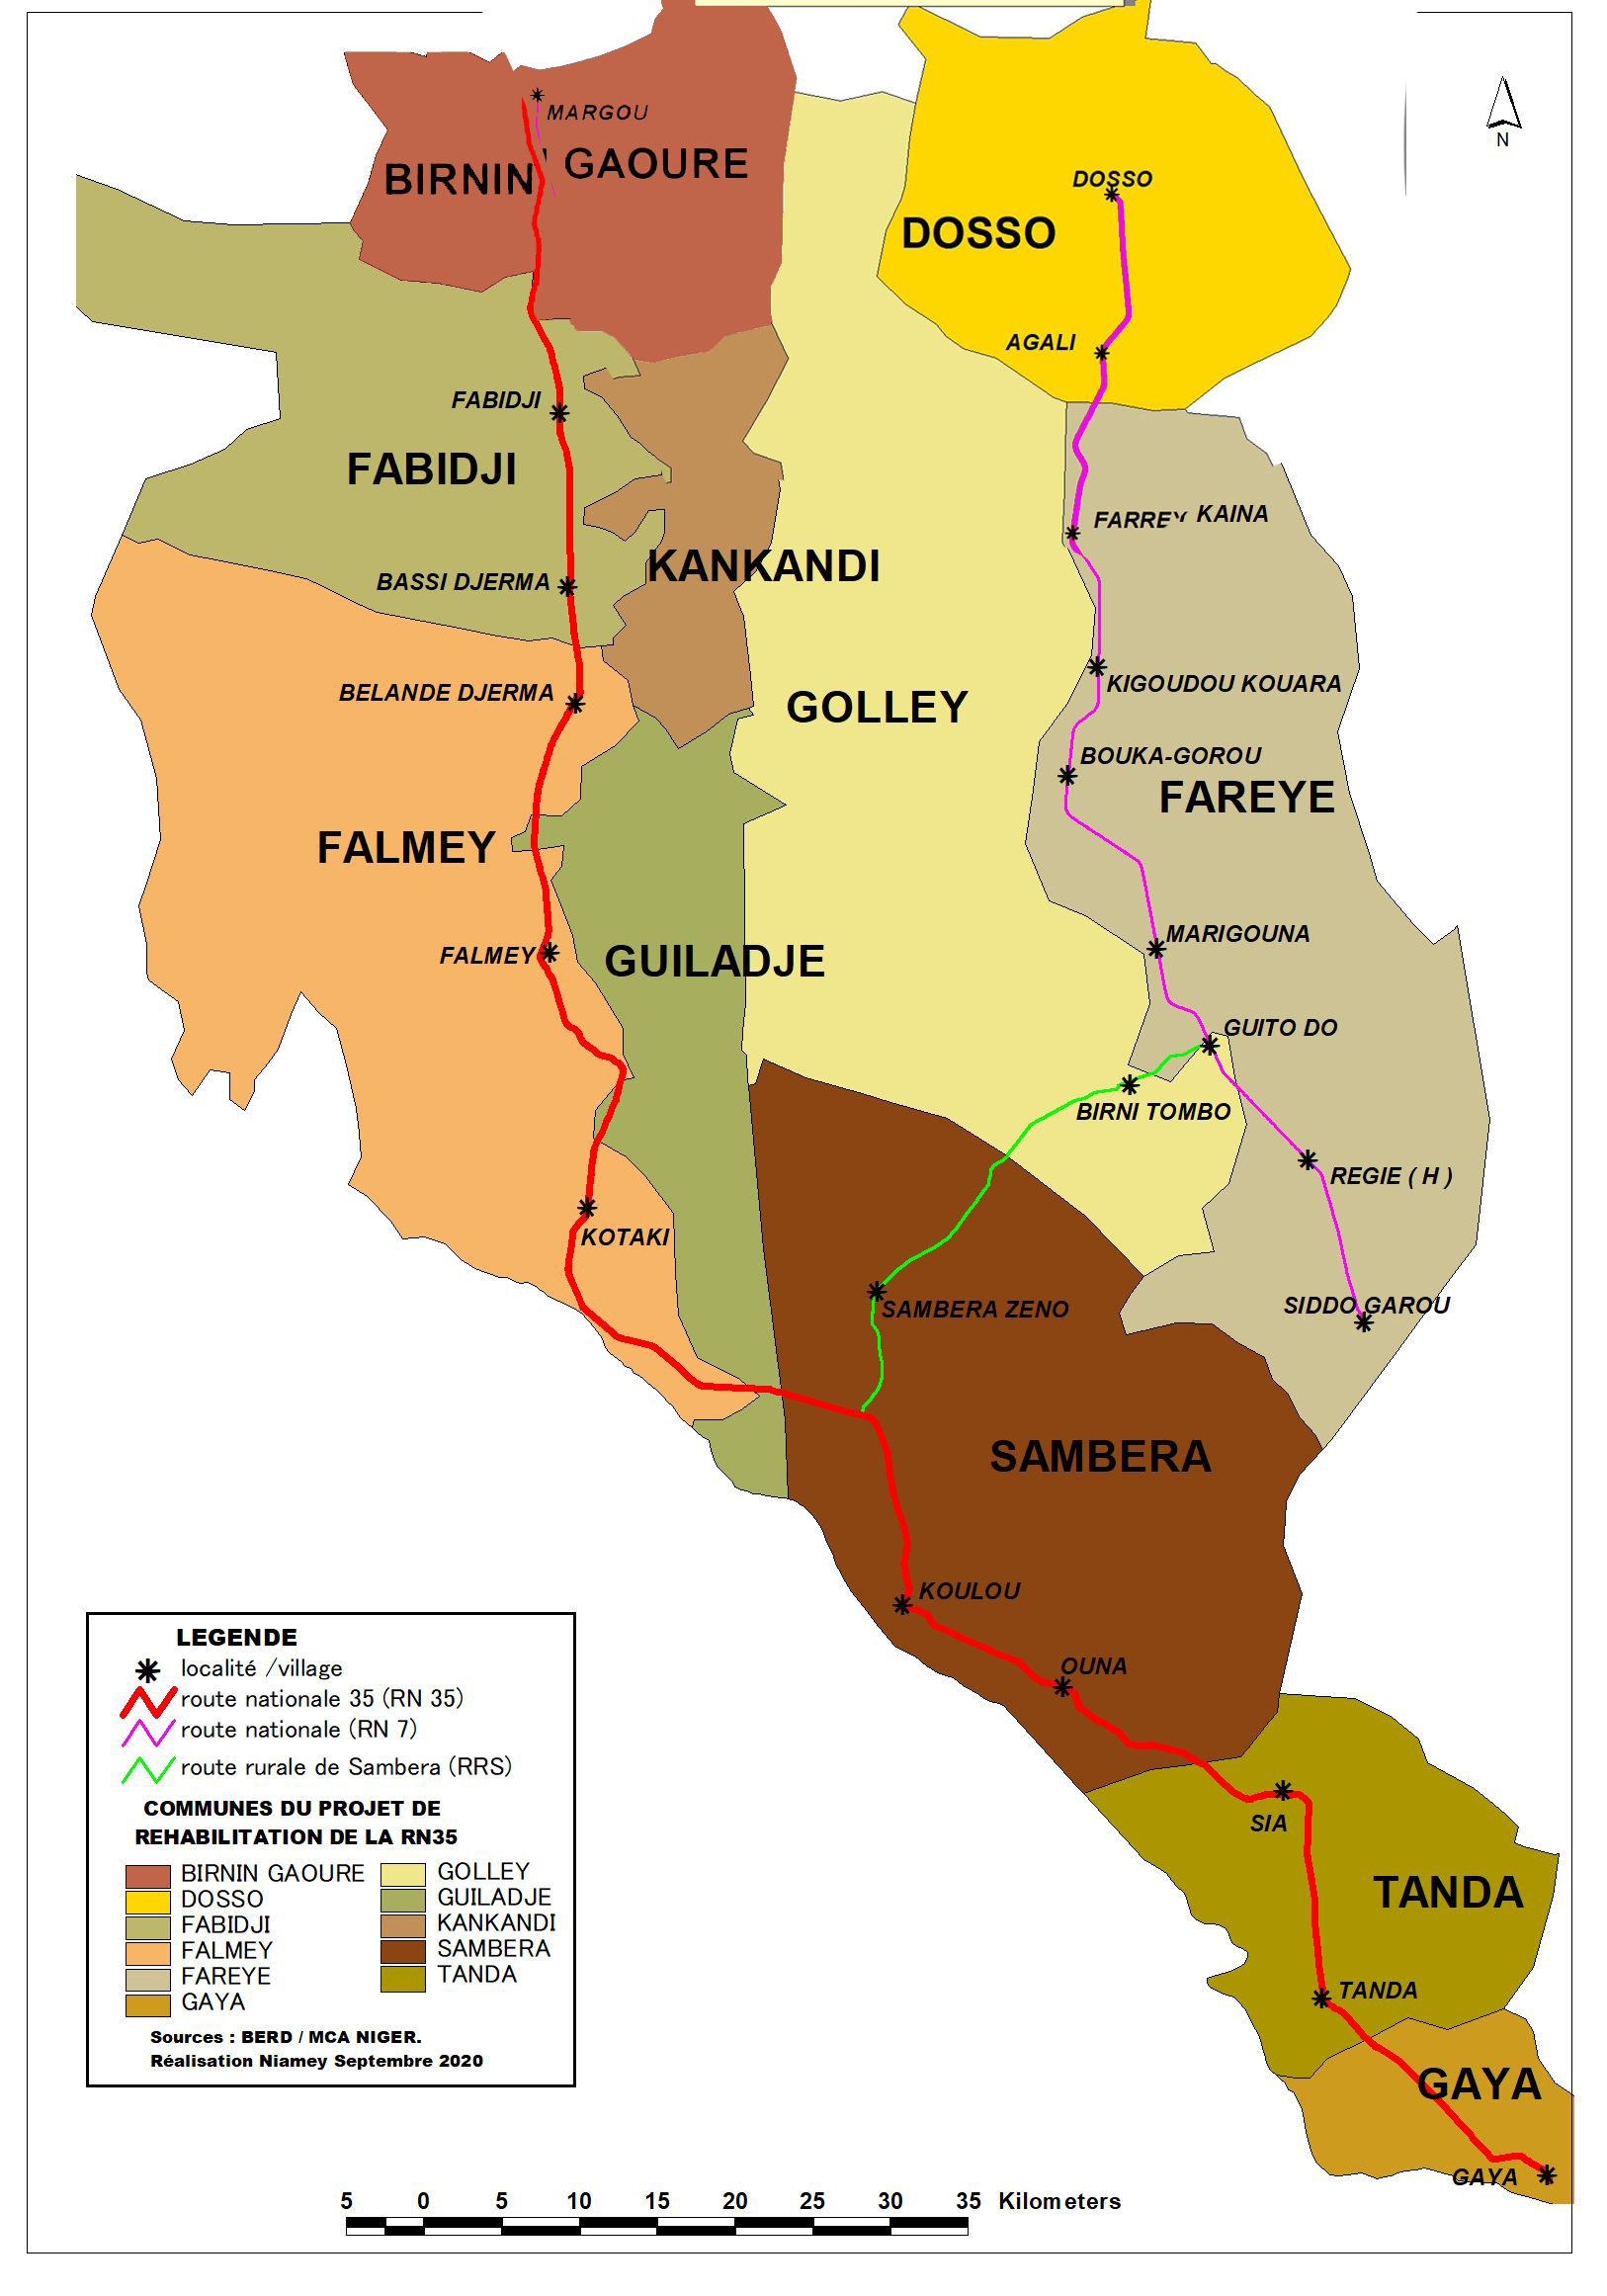 MARGOU
BIRNIN GAOURE
N
DOSSO
DOSSO
AGALI
FABIDJI
FABIDJI
FARREY KAINA
KANKANDI
BASSI DJERMA
BELANDE DJERMA
KIGOUDOU KOUARA
GOLLEY
BOUKA-GOROU
FAREYE
FALMEY
MARIGOUNA
FALMEY
GUILADJE
GUITO DO
BIRNI TOMBO
REGIE ( H )
KOTAKI
SIDDO GAROU
SAMBERA ZENO
SAMBERA
KOULOU
OUNA
SIA
TANDA
TANDA
GAYA
GAYA
LEGENDE
localité /village
route nationale 35 (RN 35)
route nationale (RN 7)
route rurale de Sambera (RRS)
COMMUNES DU PROJET DE
REHABILITATION DE LA RN35
BIRNIN GAOURE
DOSSO
FABIDJI
FALMEY
FAREYE
GAYA
GOLLEY
GUILADJE
KANKANDI
SAMBERA
TANDA
Sources : BERD / MCA NIGER.
Réalisation Niamey Septembre 2020
5 0 5 10 15 20 25 30 35 Kilometers